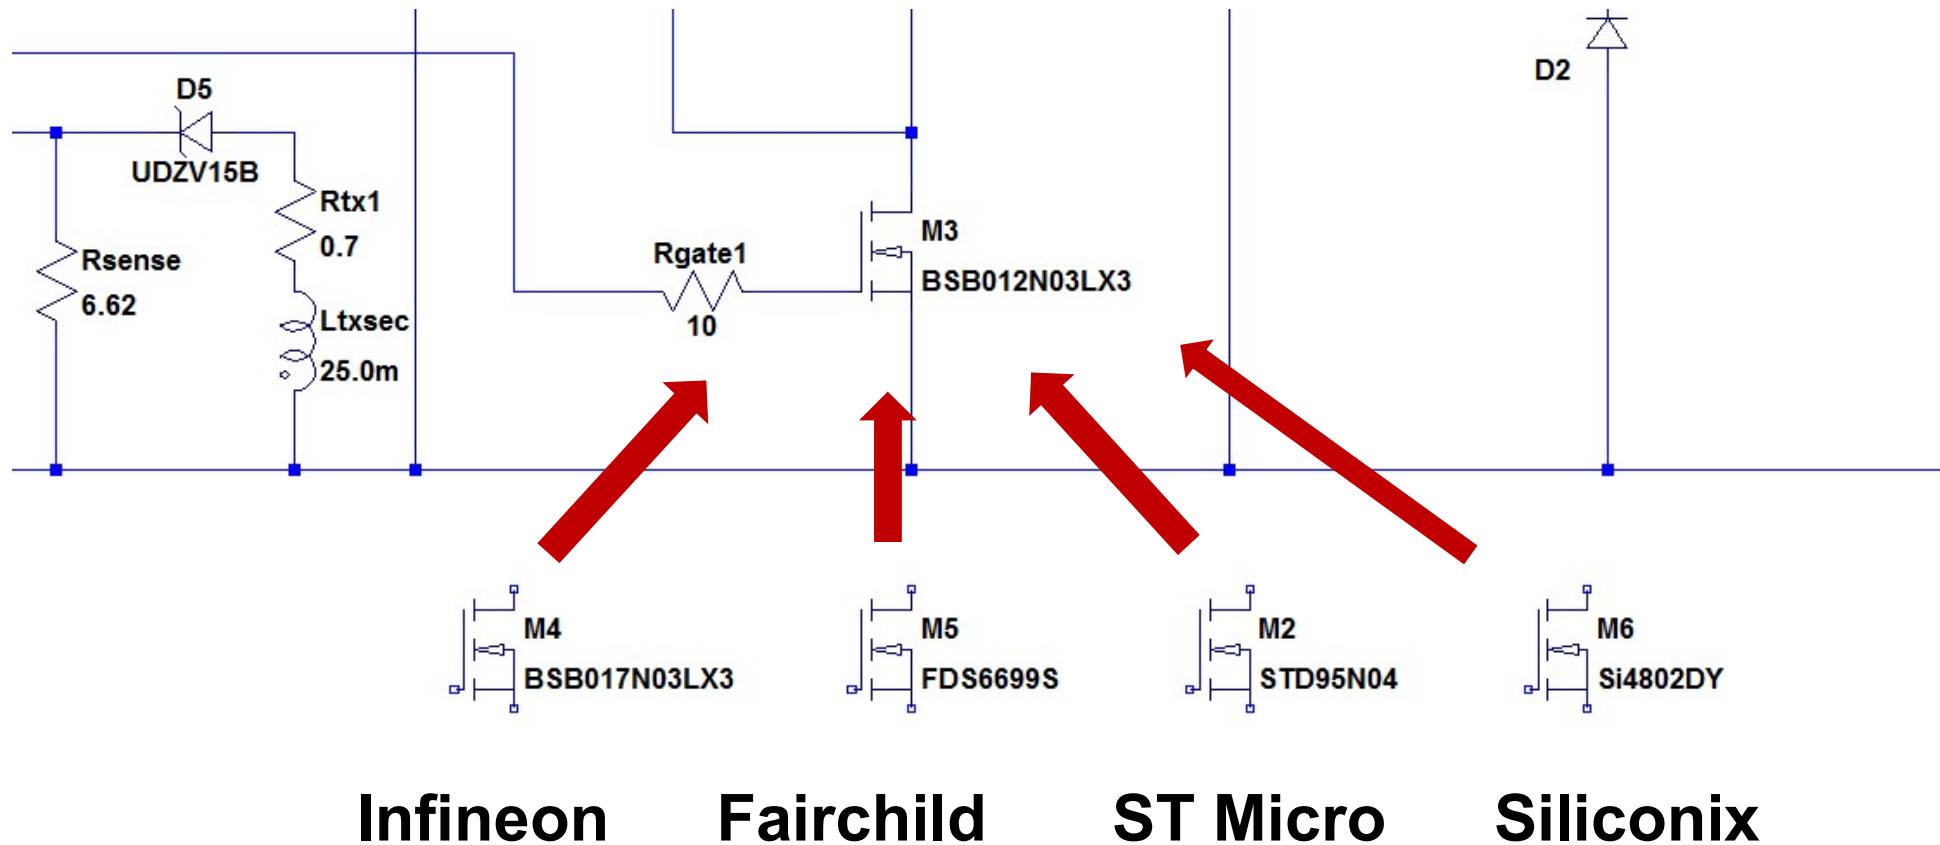 D2
D5
UDZV15B
Rtx1
0.7
Rsense
6.62
Ltxsec
25.0m
Rgate1
10
M3
BSB012N03LX3
M4
BSB017N03LX3
M5
FDS6699S
M2
STD95N04
M6
Si4802DY
Infineon Fairchild ST Micro Siliconix